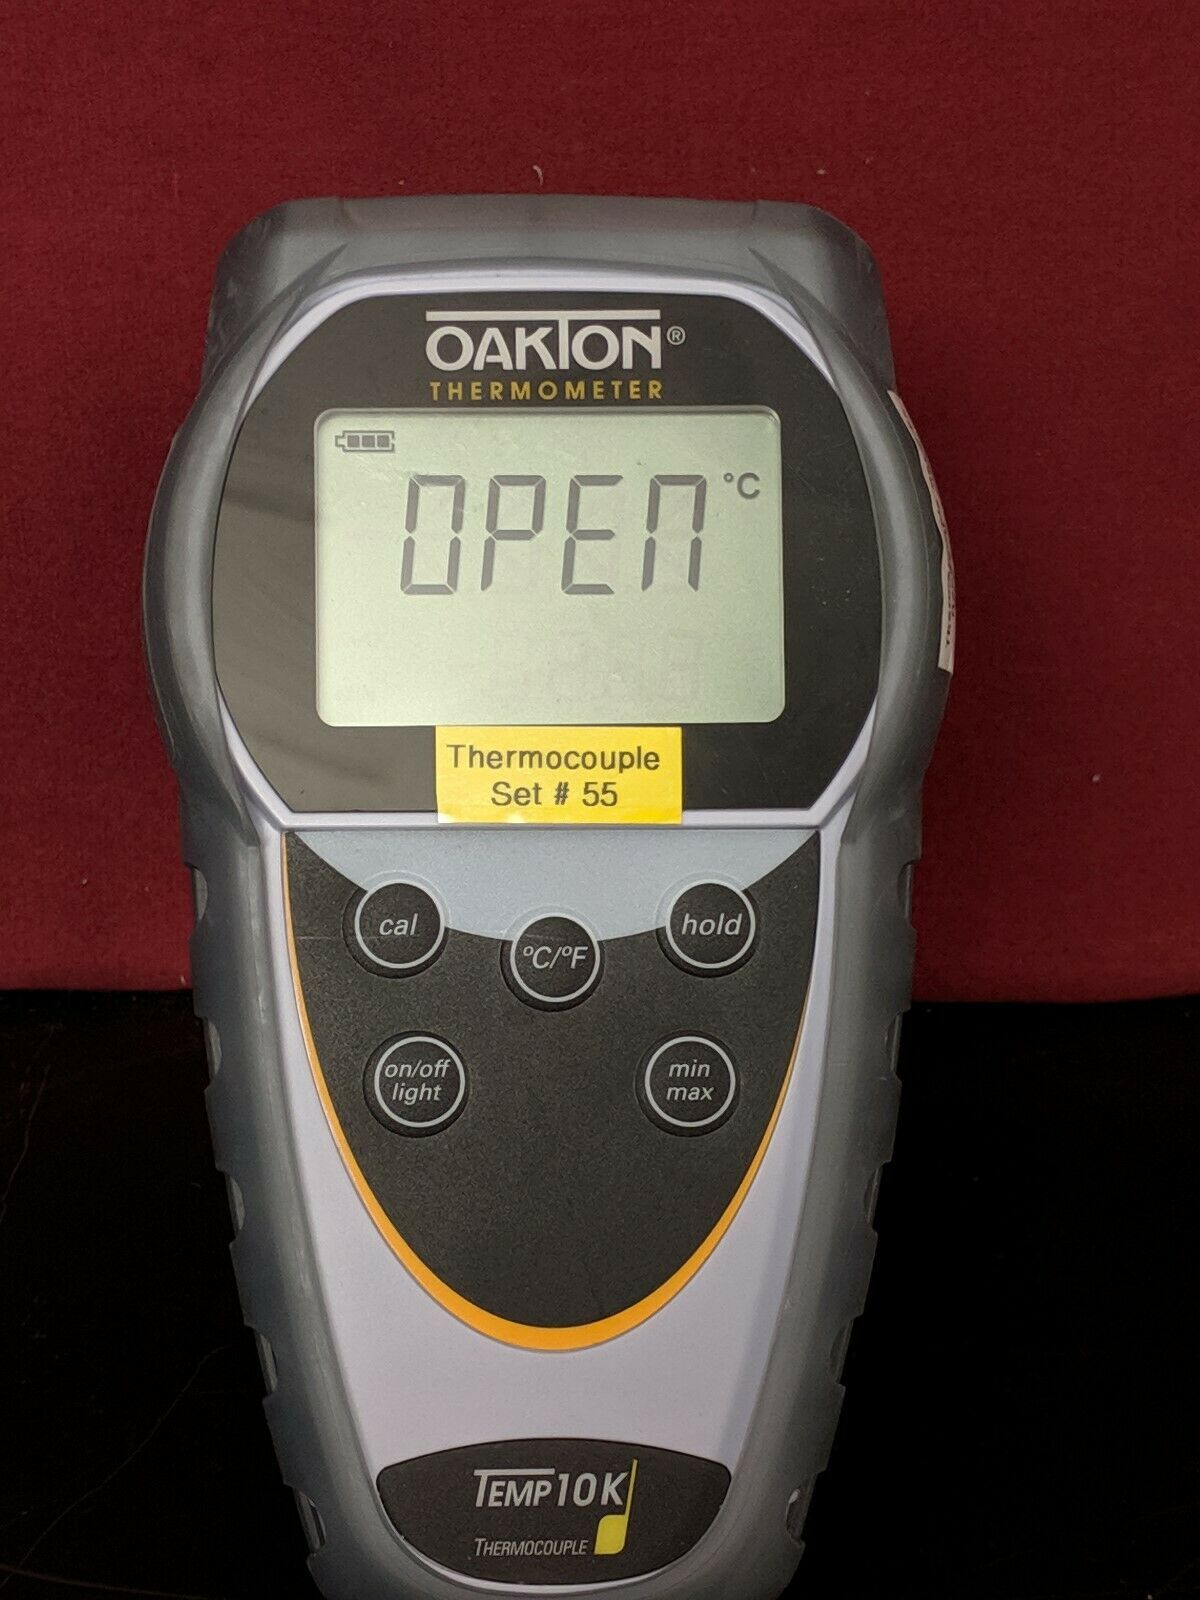 OAKTON®
THERMOMETER
OPEN °C
Thermocouple
Set # 55
cal
°C/°F
hold
on/off
light
min
max
TEMP10K
THERMOCOUPLE